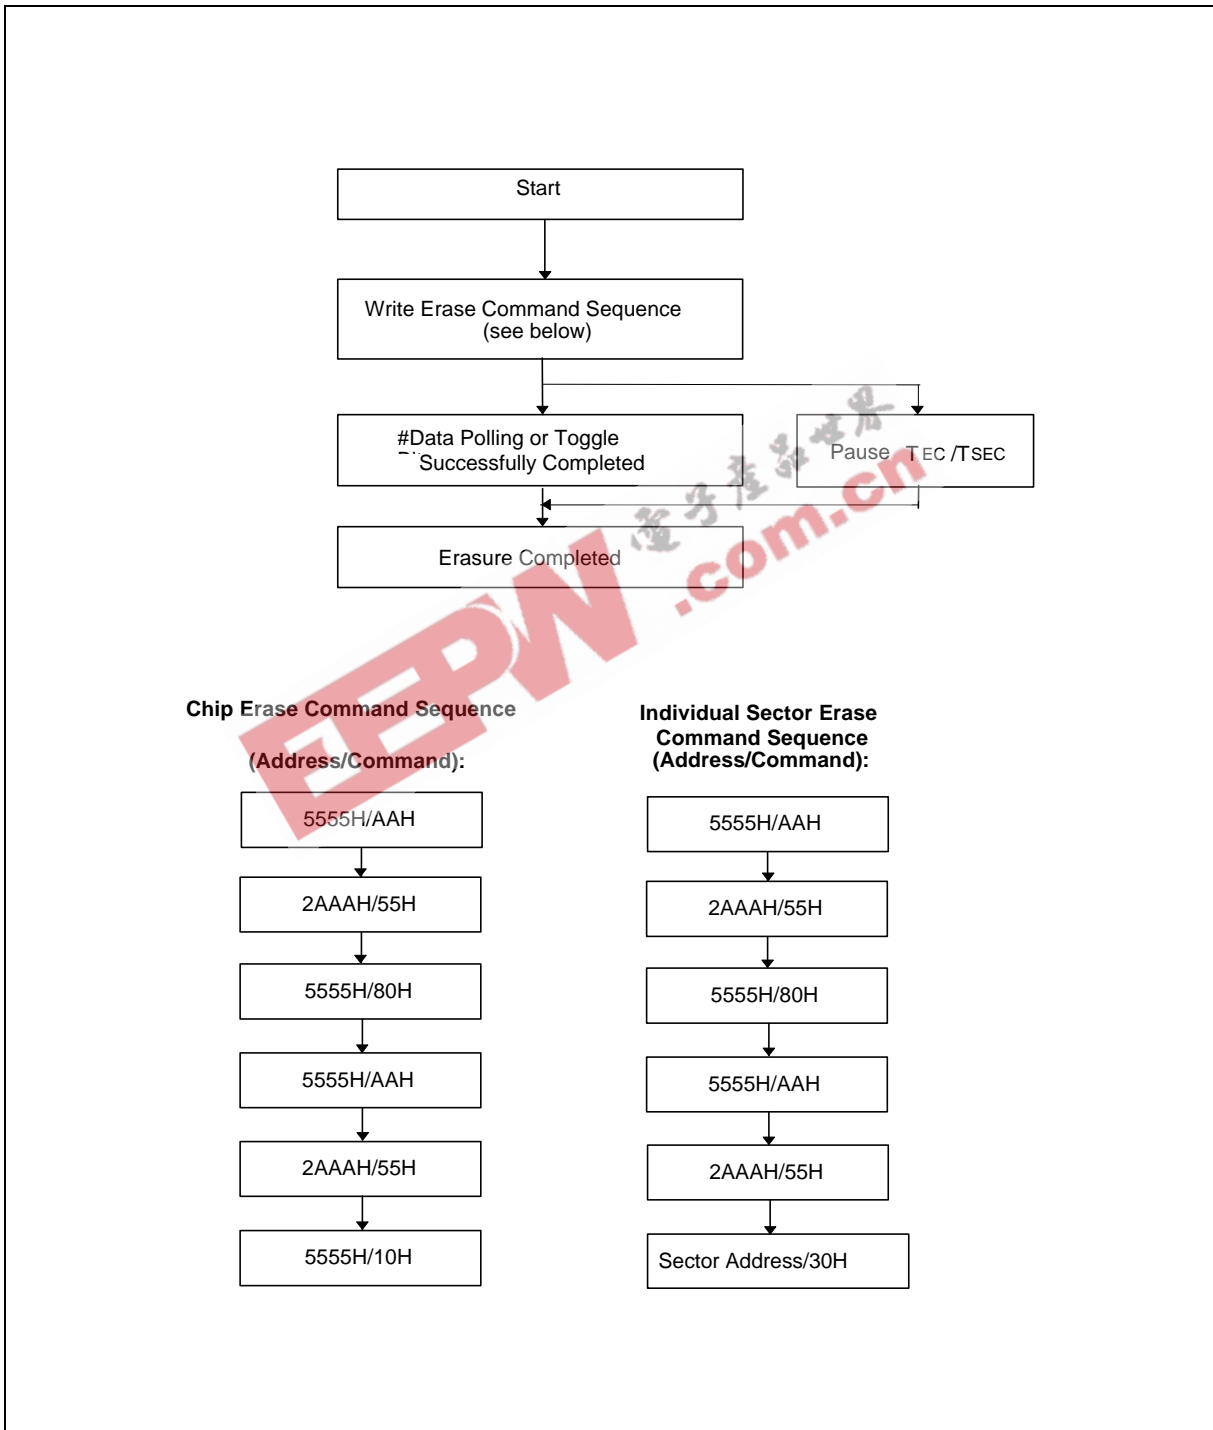 Start
Write Erase Command Sequence
(see below)
#Data Polling or Toggle
Successfully Completed
Pause TEC /TSEC
Erasure Completed
EEPW 電子產品世界
.com.cn
Chip Erase Command Sequence
(Address/Command):
5555H/AAH
2AAAH/55H
5555H/80H
5555H/AAH
2AAAH/55H
5555H/10H
Individual Sector Erase
Command Sequence
(Address/Command):
5555H/AAH
2AAAH/55H
5555H/80H
5555H/AAH
2AAAH/55H
Sector Address/30H